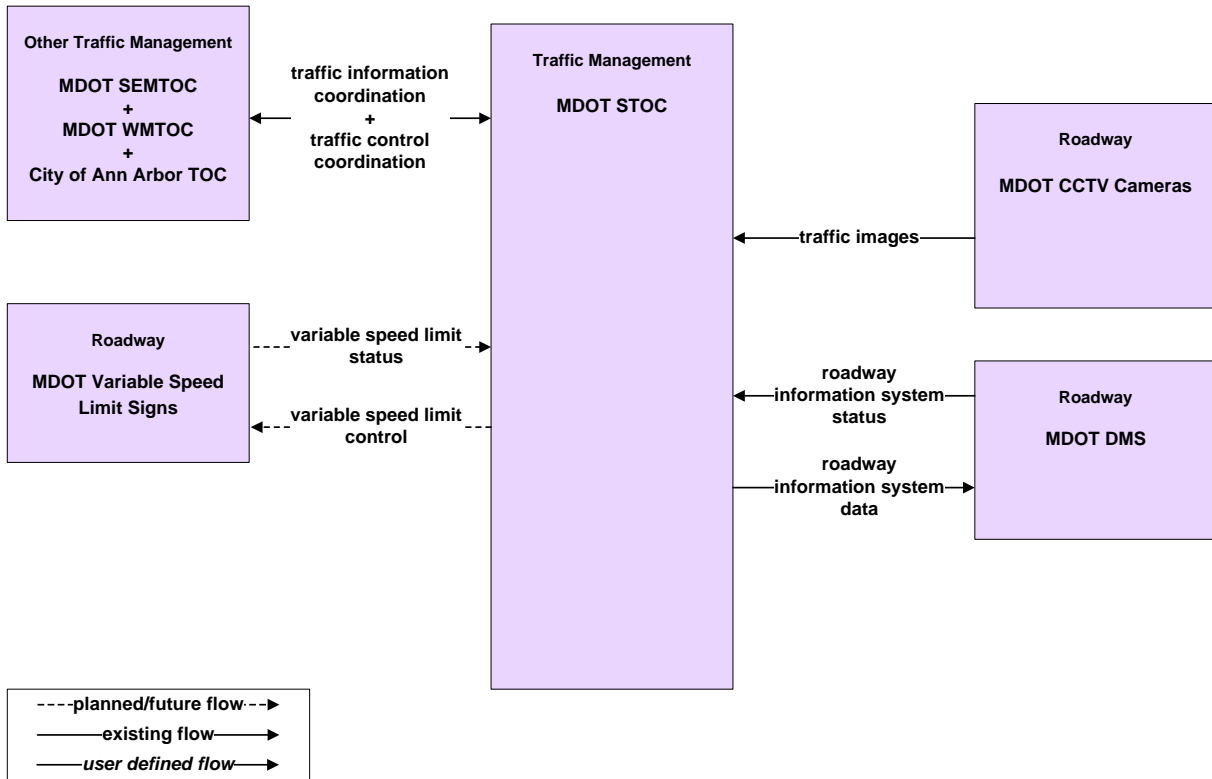 Other Traffic Management
MDOT SEMTOC
+
MDOT WMTOC
+
City of Ann Arbor TOC
traffic information
coordination
+
traffic control
coordination
Traffic Management
MDOT STOC
Roadway
MDOT CCTV Cameras
traffic images
Roadway
MDOT Variable Speed
Limit Signs
variable speed limit
status
variable speed limit
control
roadway
information system
status
roadway
information system
data
Roadway
MDOT DMS
planned/future flow
existing flow
user defined flow